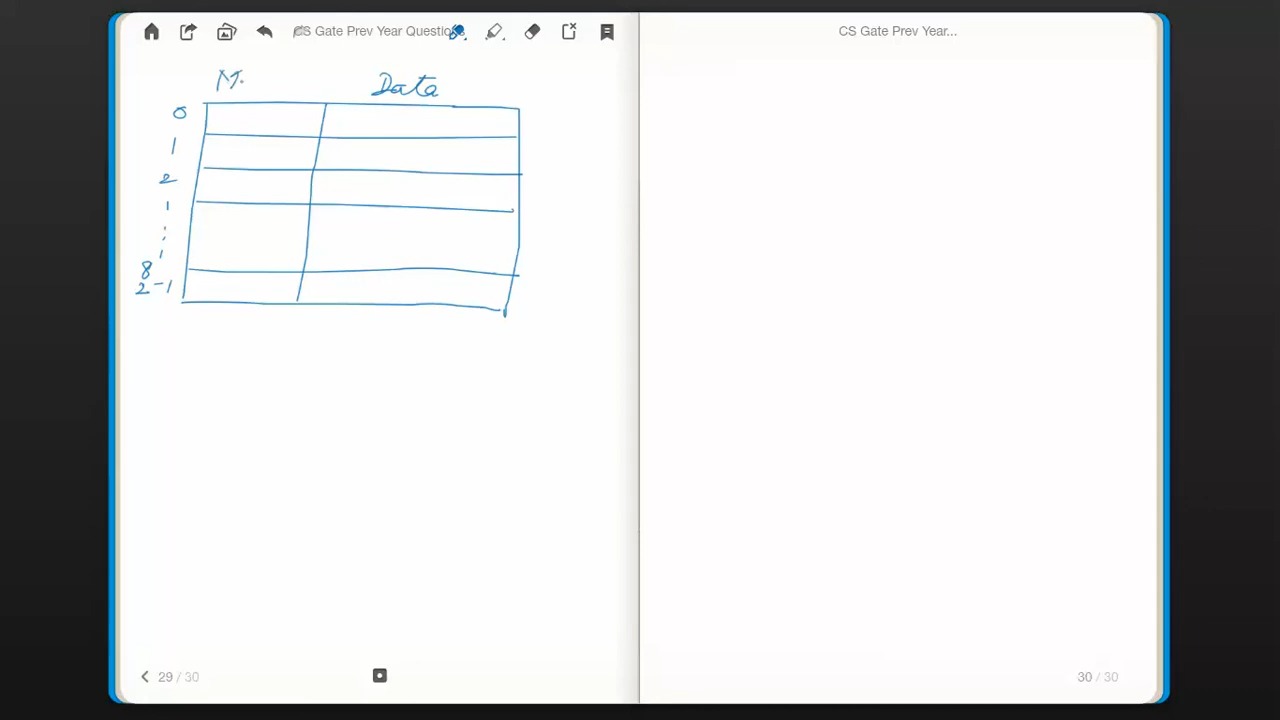 CS Gate Prev Year Questio
CS Gate Prev Year...
M.
Data
0
1
2
8
2 -1
29 / 30
30 / 30